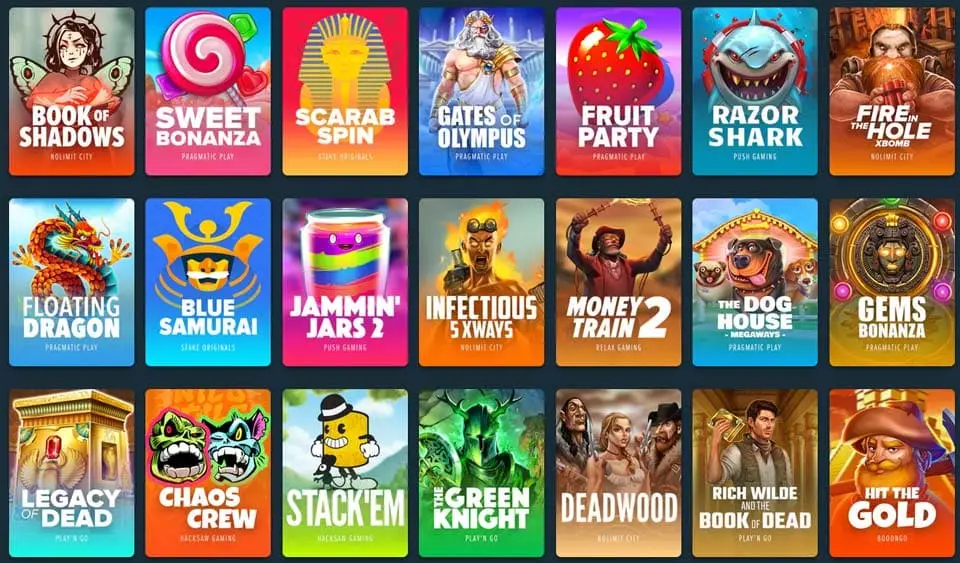 BOOK OF
SHADOWS
NOLIMIT CITY
SWEET
BONANZA
PRAGMATIC PLAY
SCARAB
SPIN
STAKE ORIGINALS
GATES OF
OLYMPUS
PRAGMATIC PLAY
FRUIT
PARTY
PRAGMATIC PLAY
RAZOR
SHARK
PUSH GAMING
FIRE IN
THE HOLE
XBOMB
NOLIMIT CITY
FLOATING
DRAGON
PRAGMATIC PLAY
BLUE
SAMURAI
STAKE ORIGINALS
JAMMIN'
JARS 2
PUSH GAMING
INFECTIOUS
5 XWAYS
NOLIMIT CITY
MONEY
TRAIN 2
RELAX GAMING
THE DOG
HOUSE
- MEGAWAYS -
PRAGMATIC PLAY
GEMS
BONANZA
PRAGMATIC PLAY
LEGACY
OF DEAD
PLAY'N GO
CHAOS
CREW
HACKSAW GAMING
STACK'EM
HACKSAW GAMING
THE GREEN
KNIGHT
PLAY'N GO
DEADWOOD
NOLIMIT CITY
RICH WILDE
AND THE
BOOK OF DEAD
PLAY'N GO
HIT THE
GOLD
BOOONGO